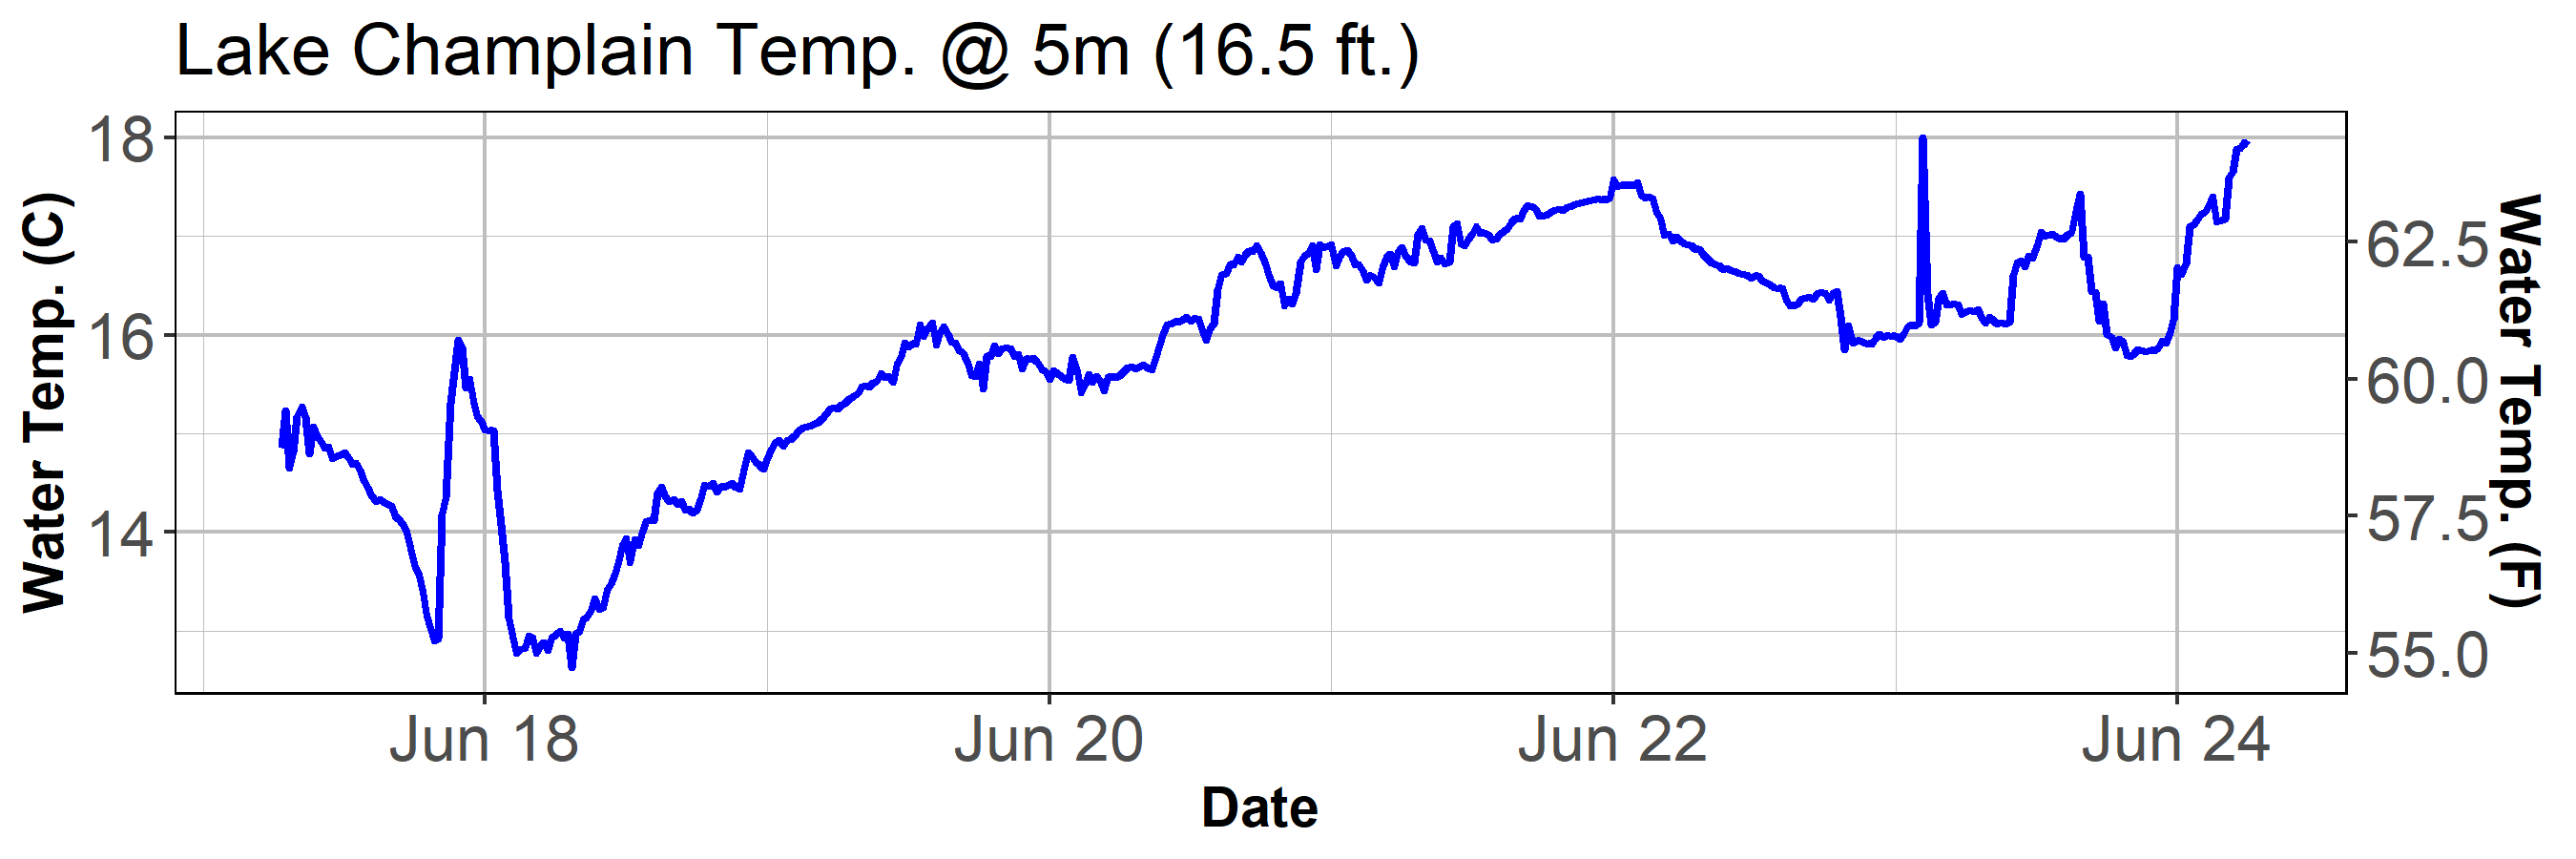 Lake Champlain Temp. @ 5m (16.5 ft.)
Water Temp. (C)
18
16
14
62.5
60.0
57.5
55.0
Water Temp. (F)
Jun 18 Jun 20 Jun 22 Jun 24
Date